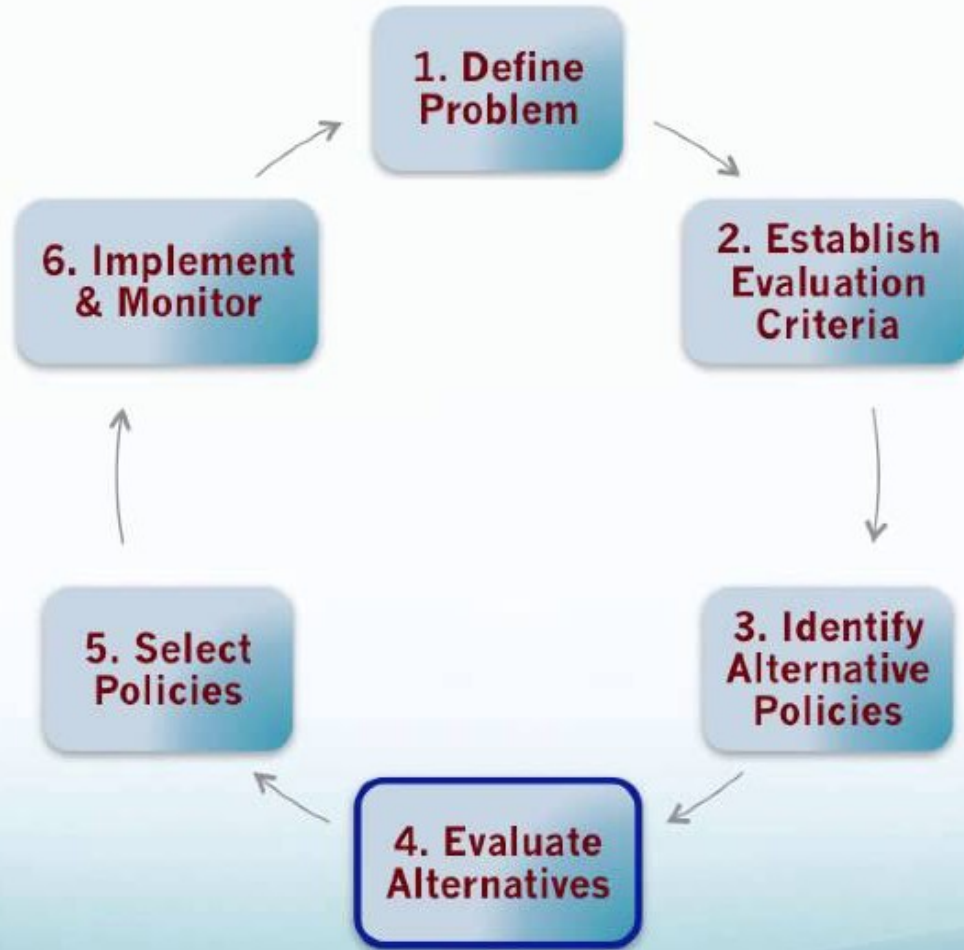 1. Define
Problem
2. Establish
Evaluation
Criteria
3. Identify
Alternative
Policies
4. Evaluate
Alternatives
5. Select
Policies
6. Implement
& Monitor